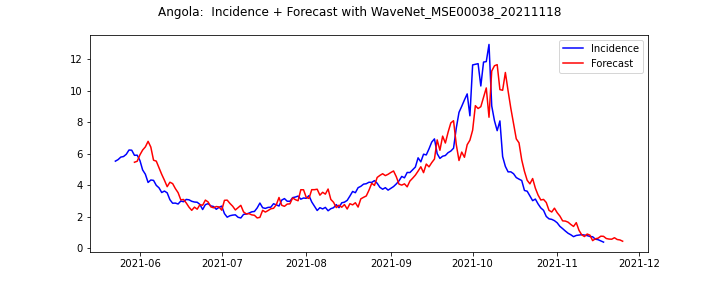 Angola:  Incidence + Forecast with WaveNet_MSE00038_20211118
Incidence
Forecast
12
10
8
6
4
2
0
2021-06 2021-07 2021-08 2021-09 2021-10 2021-11 2021-12